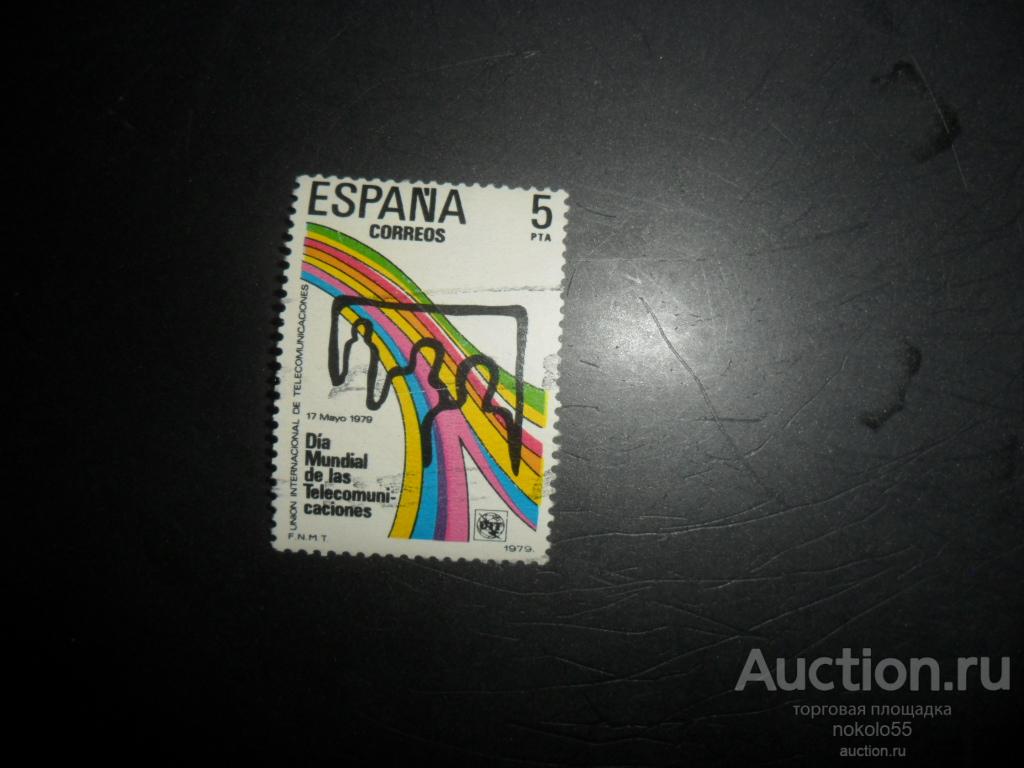 ESPAÑA
5
CORREOS
PTA
UNION INTERNACIONAL DE TELECOMUNICACIONES
17 Mayo 1979
Día
Mundial
de las
Telecomuni-
caciones
UIT
F.N.M.T.
1979.
Auction.ru
торговая площадка
nokolo55
auction.ru